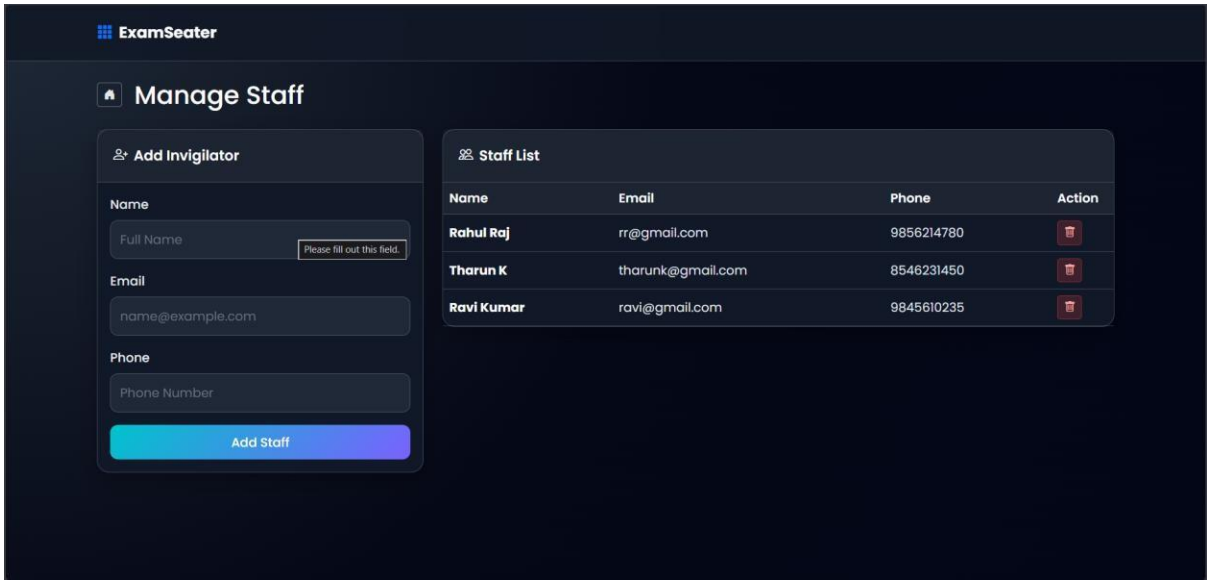 ExamSeater
Manage Staff
Add Invigilator
Name
Full Name
Please fill out this field.
Email
name@example.com
Phone
Phone Number
Add Staff
Staff List
Name Email Phone Action
Rahul Raj rr@gmail.com 9856214780
Tharun K tharunk@gmail.com 8546231450
Ravi Kumar ravi@gmail.com 9845610235